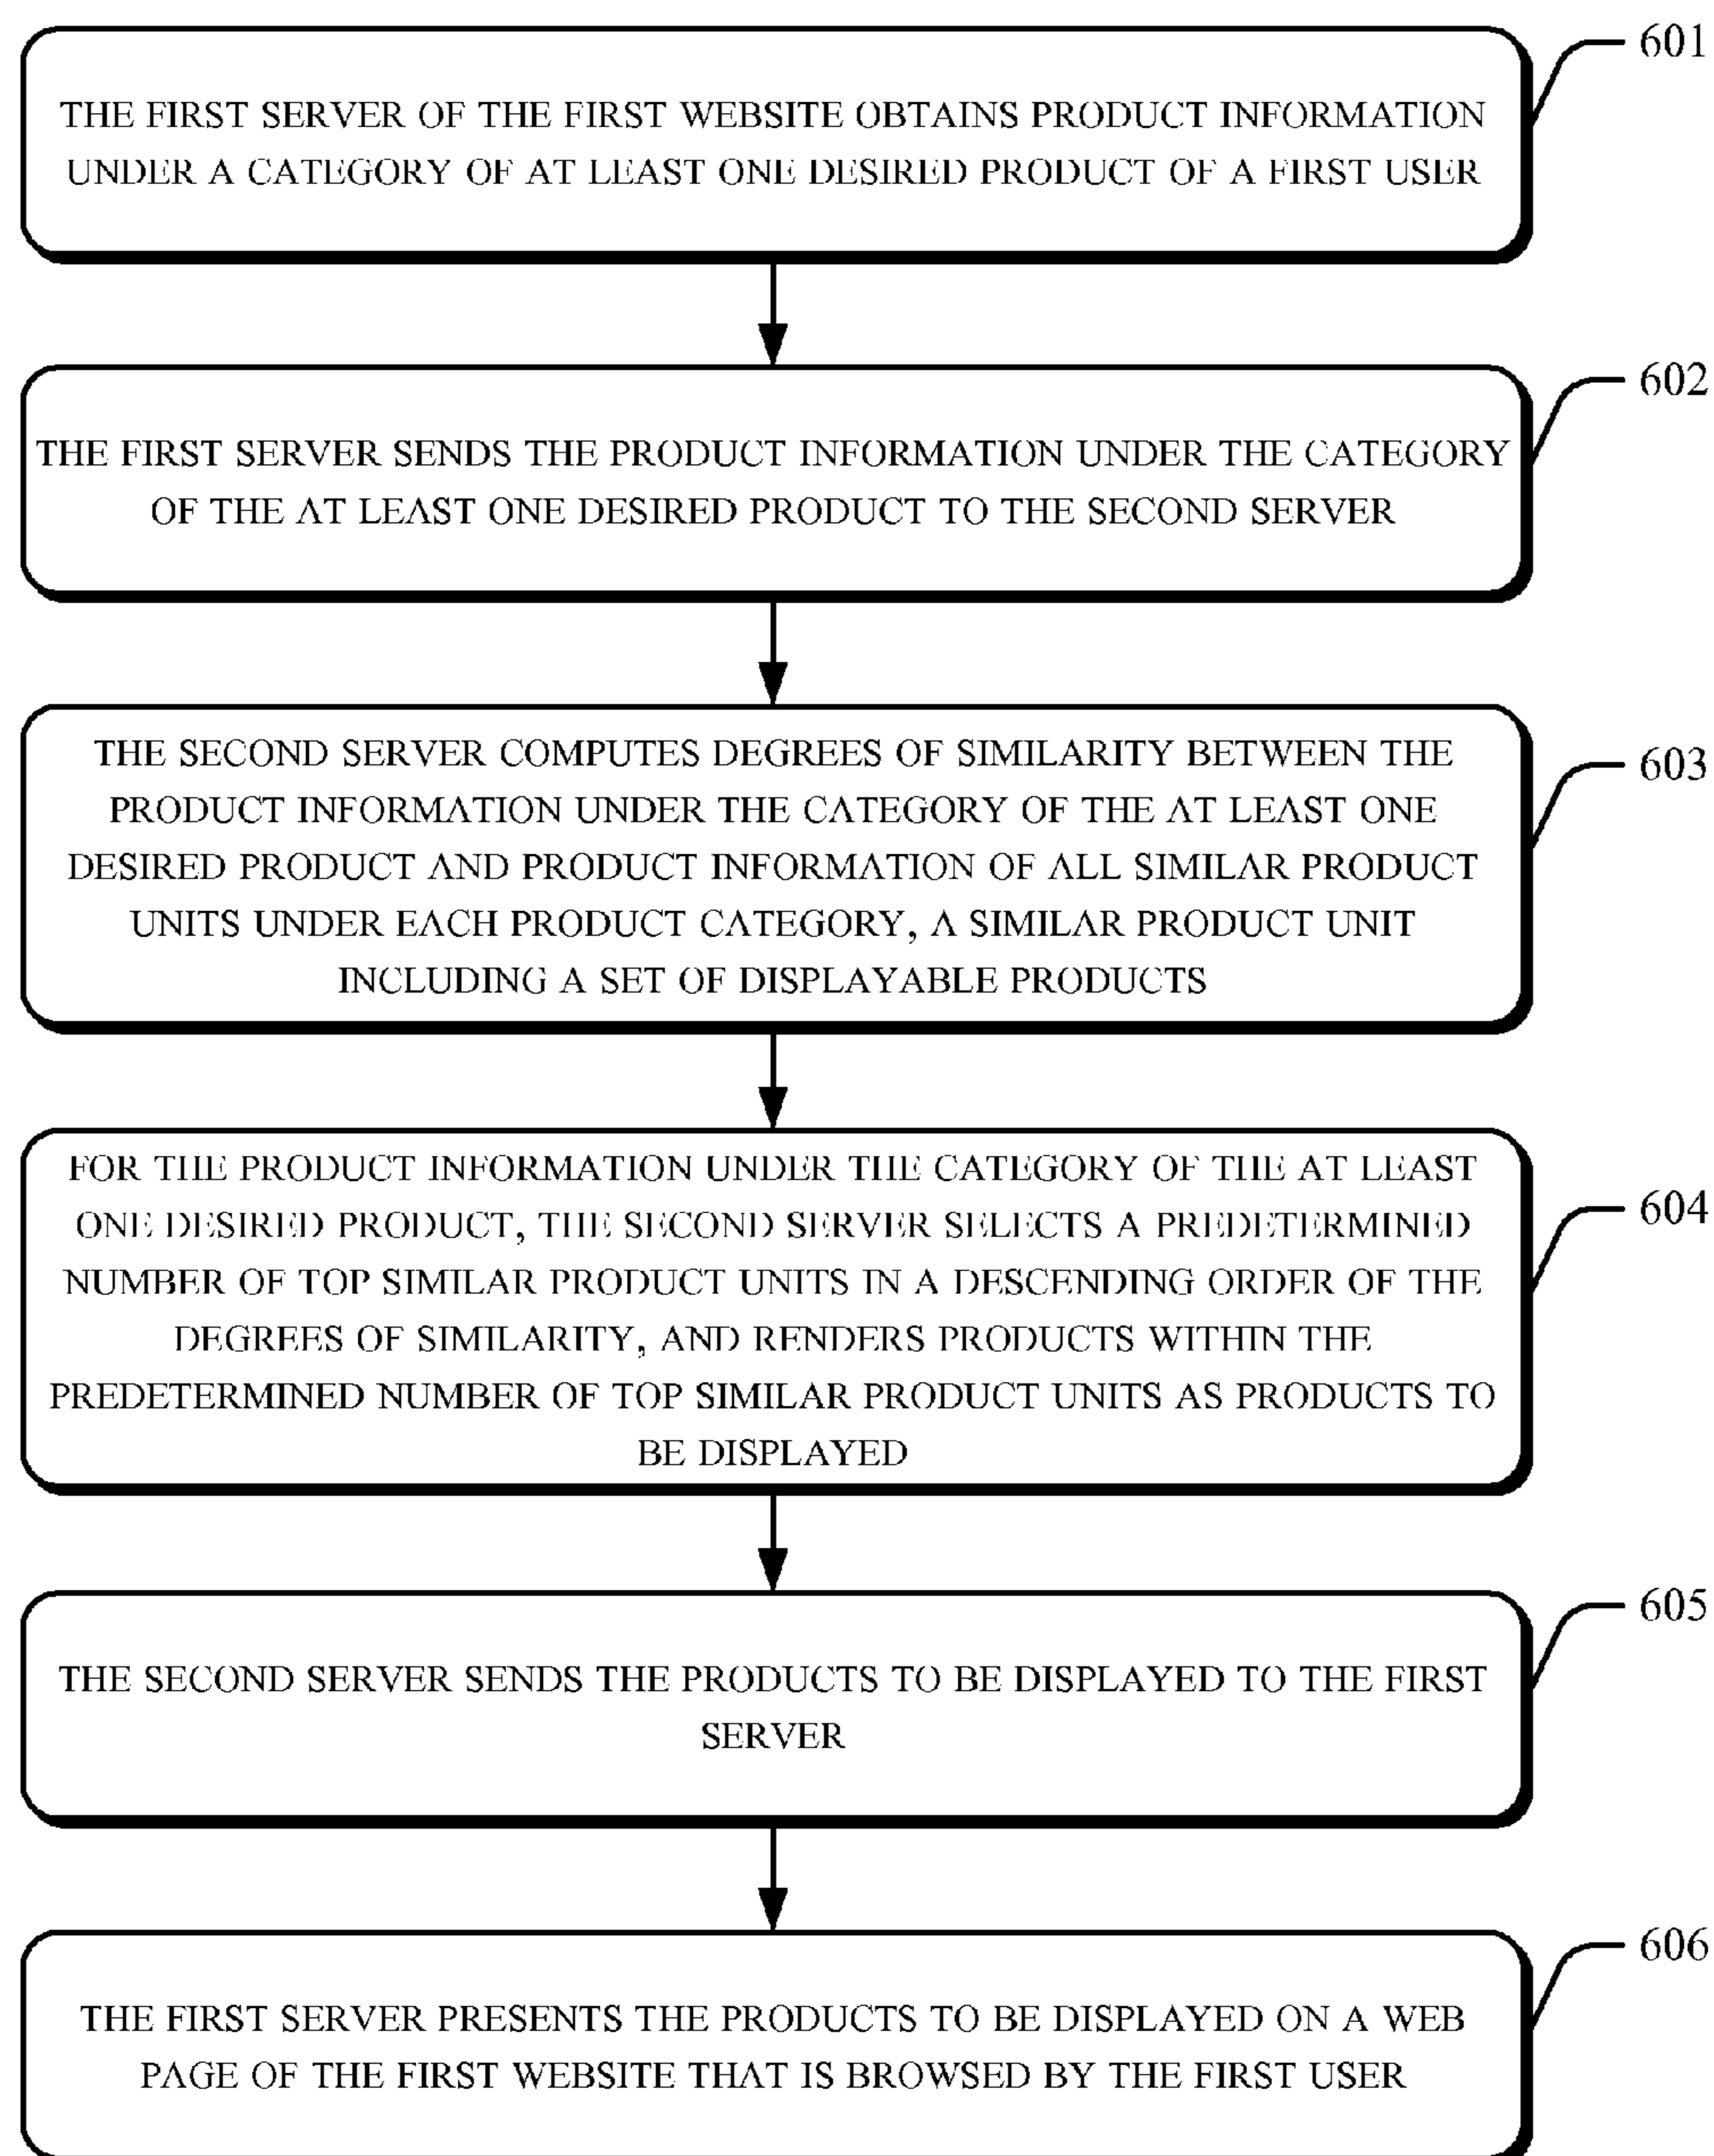 601
THE FIRST SERVER OF THE FIRST WEBSITE OBTAINS PRODUCT INFORMATION
UNDER A CATEGORY OF AT LEAST ONE DESIRED PRODUCT OF A FIRST USER
602
THE FIRST SERVER SENDS THE PRODUCT INFORMATION UNDER THE CATEGORY
OF THE AT LEAST ONE DESIRED PRODUCT TO THE SECOND SERVER
603
THE SECOND SERVER COMPUTES DEGREES OF SIMILARITY BETWEEN THE
PRODUCT INFORMATION UNDER THE CATEGORY OF THE AT LEAST ONE
DESIRED PRODUCT AND PRODUCT INFORMATION OF ALL SIMILAR PRODUCT
UNITS UNDER EACH PRODUCT CATEGORY, A SIMILAR PRODUCT UNIT
INCLUDING A SET OF DISPLAYABLE PRODUCTS
604
FOR THE PRODUCT INFORMATION UNDER THE CATEGORY OF THE AT LEAST
ONE DESIRED PRODUCT, THE SECOND SERVER SELECTS A PREDETERMINED
NUMBER OF TOP SIMILAR PRODUCT UNITS IN A DESCENDING ORDER OF THE
DEGREES OF SIMILARITY, AND RENDERS PRODUCTS WITHIN THE
PREDETERMINED NUMBER OF TOP SIMILAR PRODUCT UNITS AS PRODUCTS TO
BE DISPLAYED
605
THE SECOND SERVER SENDS THE PRODUCTS TO BE DISPLAYED TO THE FIRST
SERVER
606
THE FIRST SERVER PRESENTS THE PRODUCTS TO BE DISPLAYED ON A WEB
PAGE OF THE FIRST WEBSITE THAT IS BROWSED BY THE FIRST USER